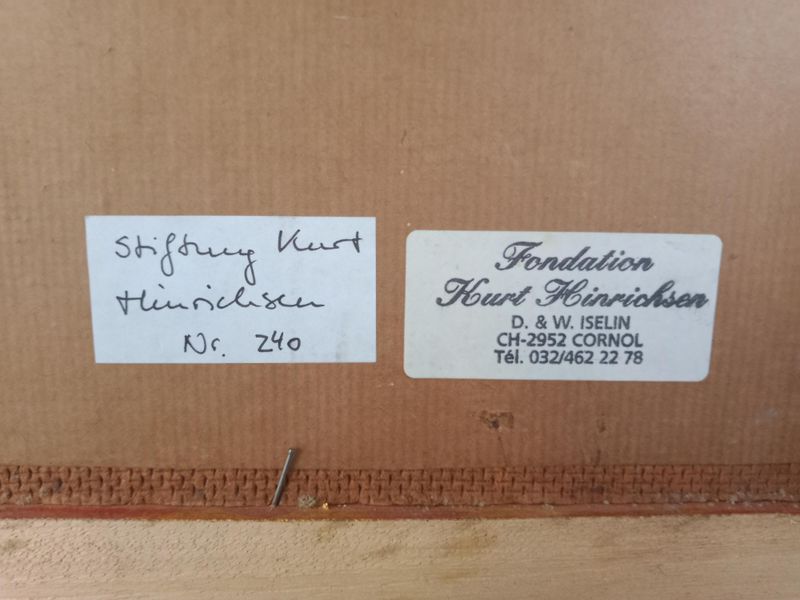 Stiftung Kurt
Hinrichsen
Nr. 240
Fondation
Kurt Hinrichsen
D. & W. ISELIN
CH-2952 CORNOL
Tél. 032/462 22 78